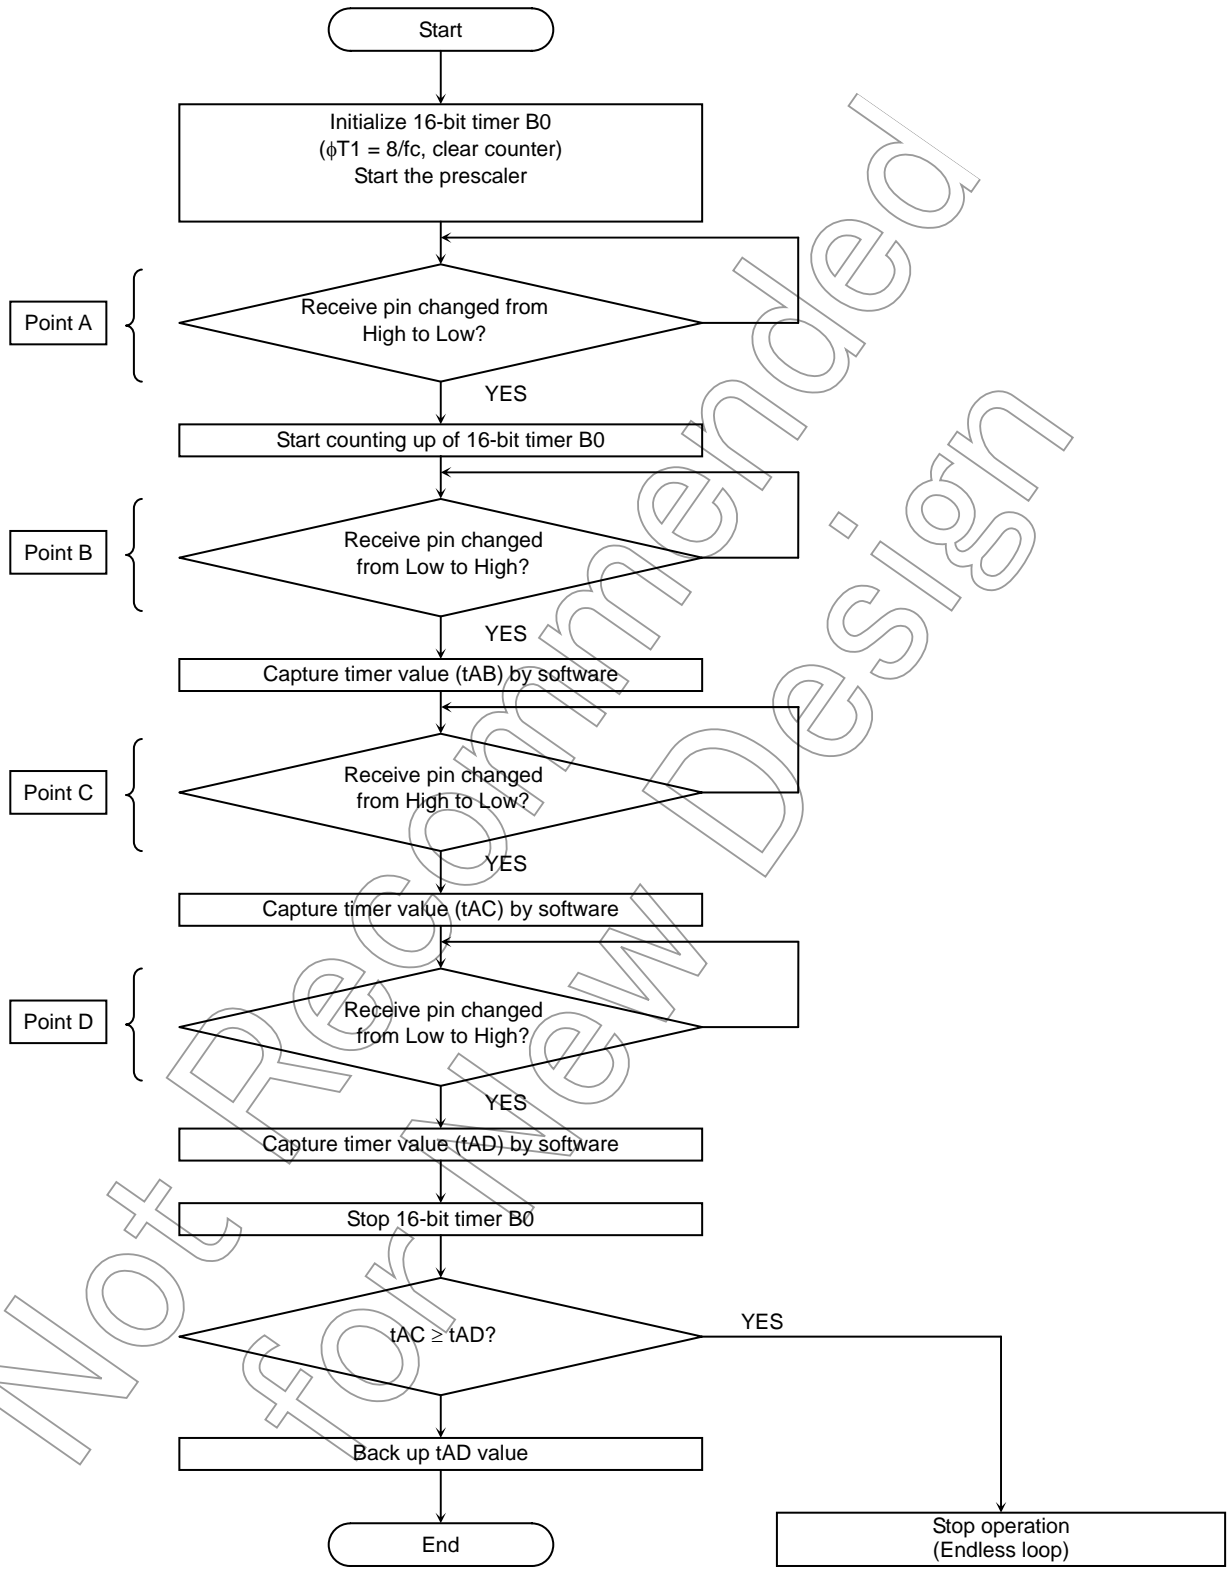 Start
Initialize 16-bit timer B0
(ϕT1 = 8/fc, clear counter)
Start the prescaler
Point A
Receive pin changed from
High to Low?
YES
Start counting up of 16-bit timer B0
Point B
Receive pin changed
from Low to High?
YES
Capture timer value (tAB) by software
Point C
Receive pin changed
from High to Low?
YES
Capture timer value (tAC) by software
Point D
Receive pin changed
from Low to High?
YES
Capture timer value (tAD) by software
Stop 16-bit timer B0
tAC ≥ tAD?
YES
Back up tAD value
End
Stop operation
(Endless loop)
Not Recommended
for New Design